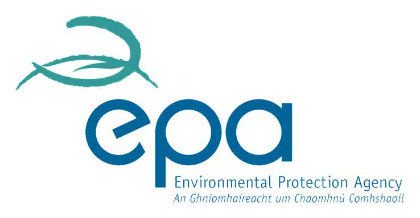 epa
Environmental Protection Agency
An Ghníomhaireacht um Chaomhnú Comhshaoil